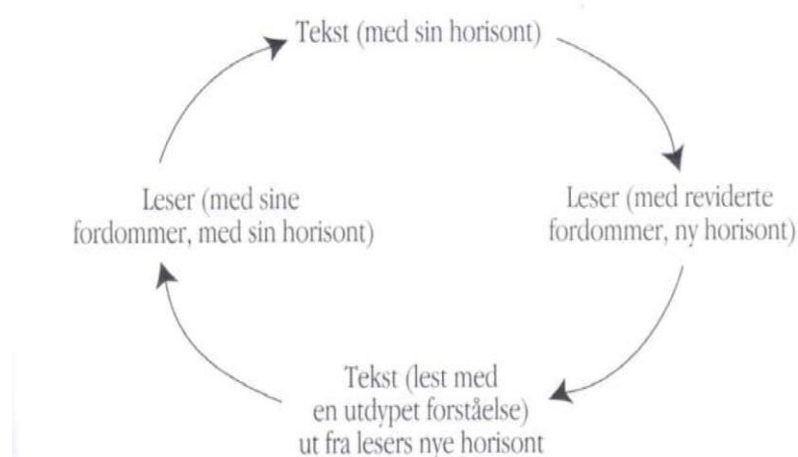 Tekst (med sin horisont)
Leser (med sine
fordommer, med sin horisont)
Leser (med reviderte
fordommer, ny horisont)
Tekst (lest med
en utdypet forståelse)
ut fra lesers nye horisont